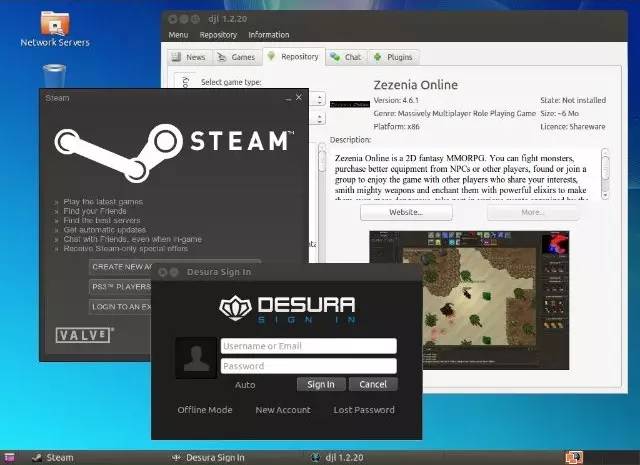 Network Servers
djl 1.2.20
Menu Repository Information
News Games Repository Chat Plugins
Select game type:
Zezenia Online
Version: 4.6.1 State: Not installed
Genre: Massively Multiplayer Role Playing Game Size: ~6 Mo
Platform: x86 Licence: Shareware
Description:
Zezenia Online is a 2D fantasy MMORPG. You can fight monsters,
purchase better equipment from NPCs or other players, found or join a
group to enjoy the game with other players who share your interests,
smith mighty weapons and enchant them with powerful elixirs to make
Website... More...
Steam
STEAM™
» Play the latest games
» Find your Friends
» Find the best servers
» Get automatic updates
» Chat with Friends, even when in-game
» Receive Steam-only special offers
CREATE NEW AC
PS3™ PLAYERS
LOGIN TO AN EX
VALVE®
Desura Sign In
DESURA
SIGN IN
Username or Email
Password
Auto Sign In Cancel
Offline Mode New Account Lost Password
Steam Desura Sign In djl 1.2.20